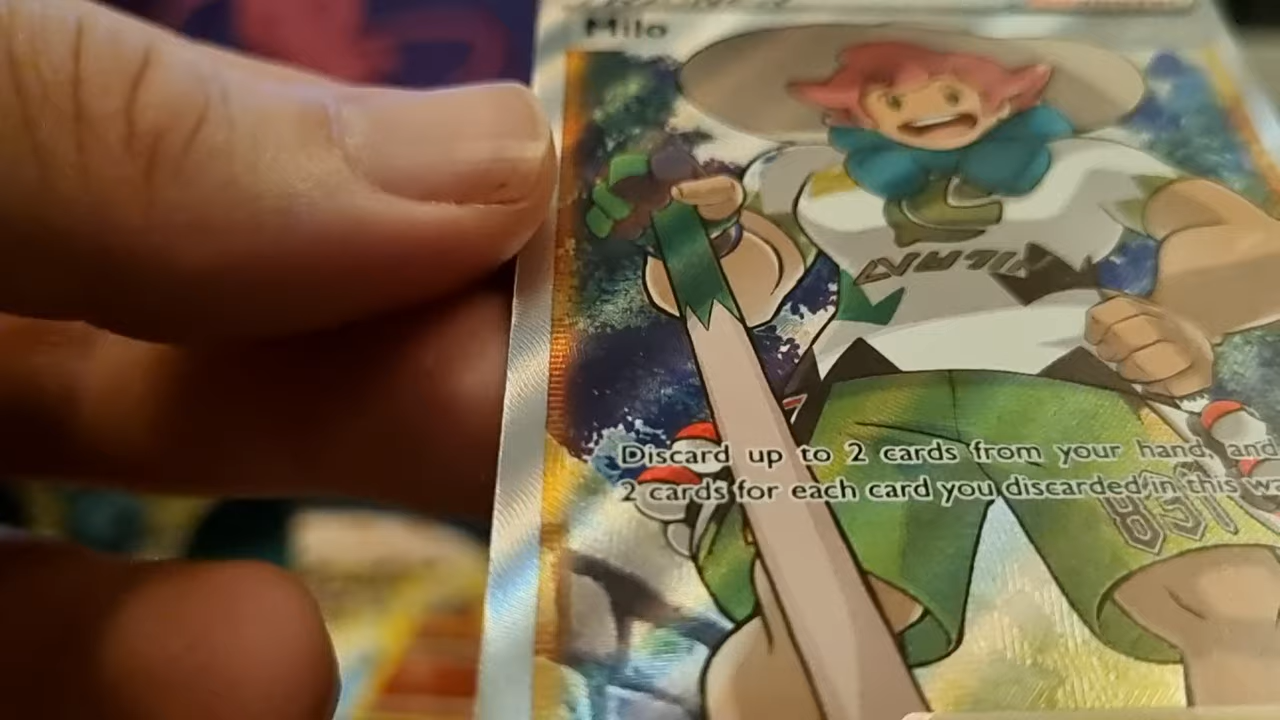 Milo
Discard up to 2 cards from your hand, and
2 cards for each card you discarded in this wa
831